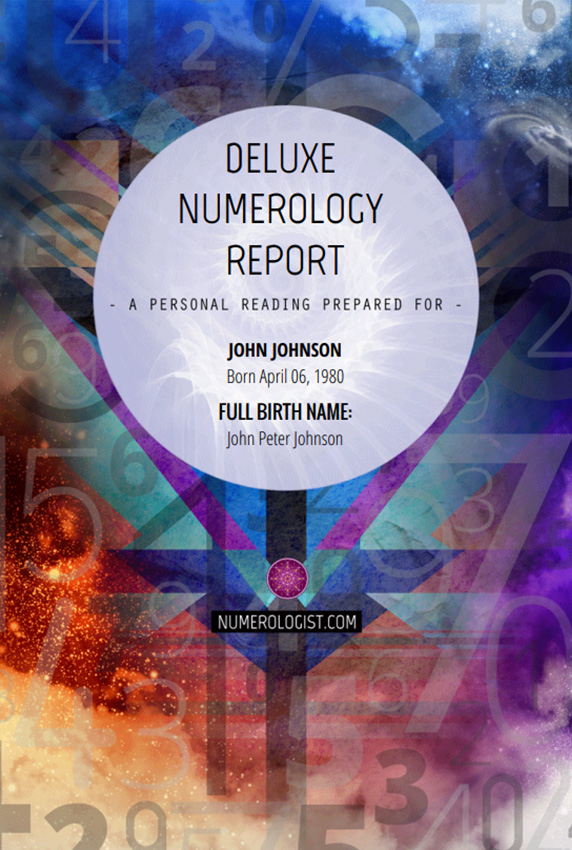 DELUXE
NUMEROLOGY
REPORT
- A PERSONAL READING PREPARED FOR -
JOHN JOHNSON
Born April 06, 1980
FULL BIRTH NAME:
John Peter Johnson
NUMEROLOGIST.COM